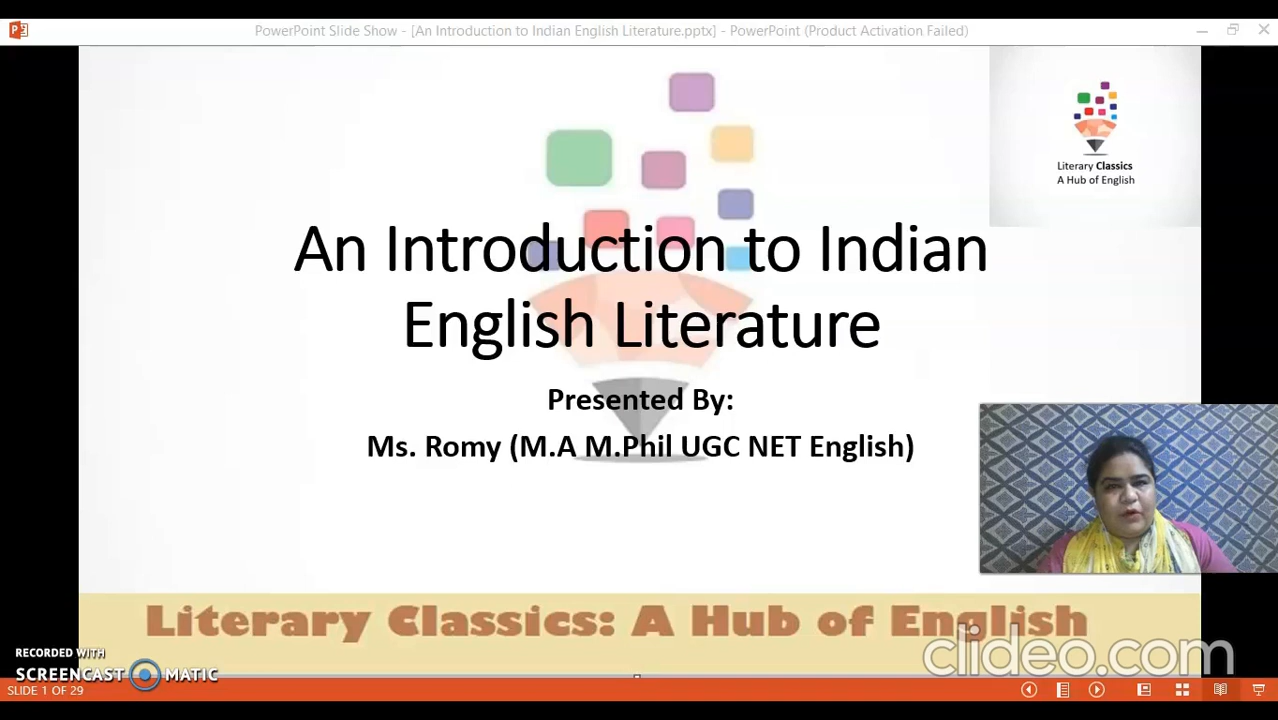 PowerPoint Slide Show - [An Introduction to Indian English Literature.pptx] - PowerPoint (Product Activation Failed)
Literary Classics
A Hub of English
An Introduction to Indian
English Literature
Presented By:
Ms. Romy (M.A M.Phil UGC NET English)
Literary Classics: A Hub of English
clideo.com
RECORDED WITH
SCREENCAST MATIC
SLIDE 1 OF 29